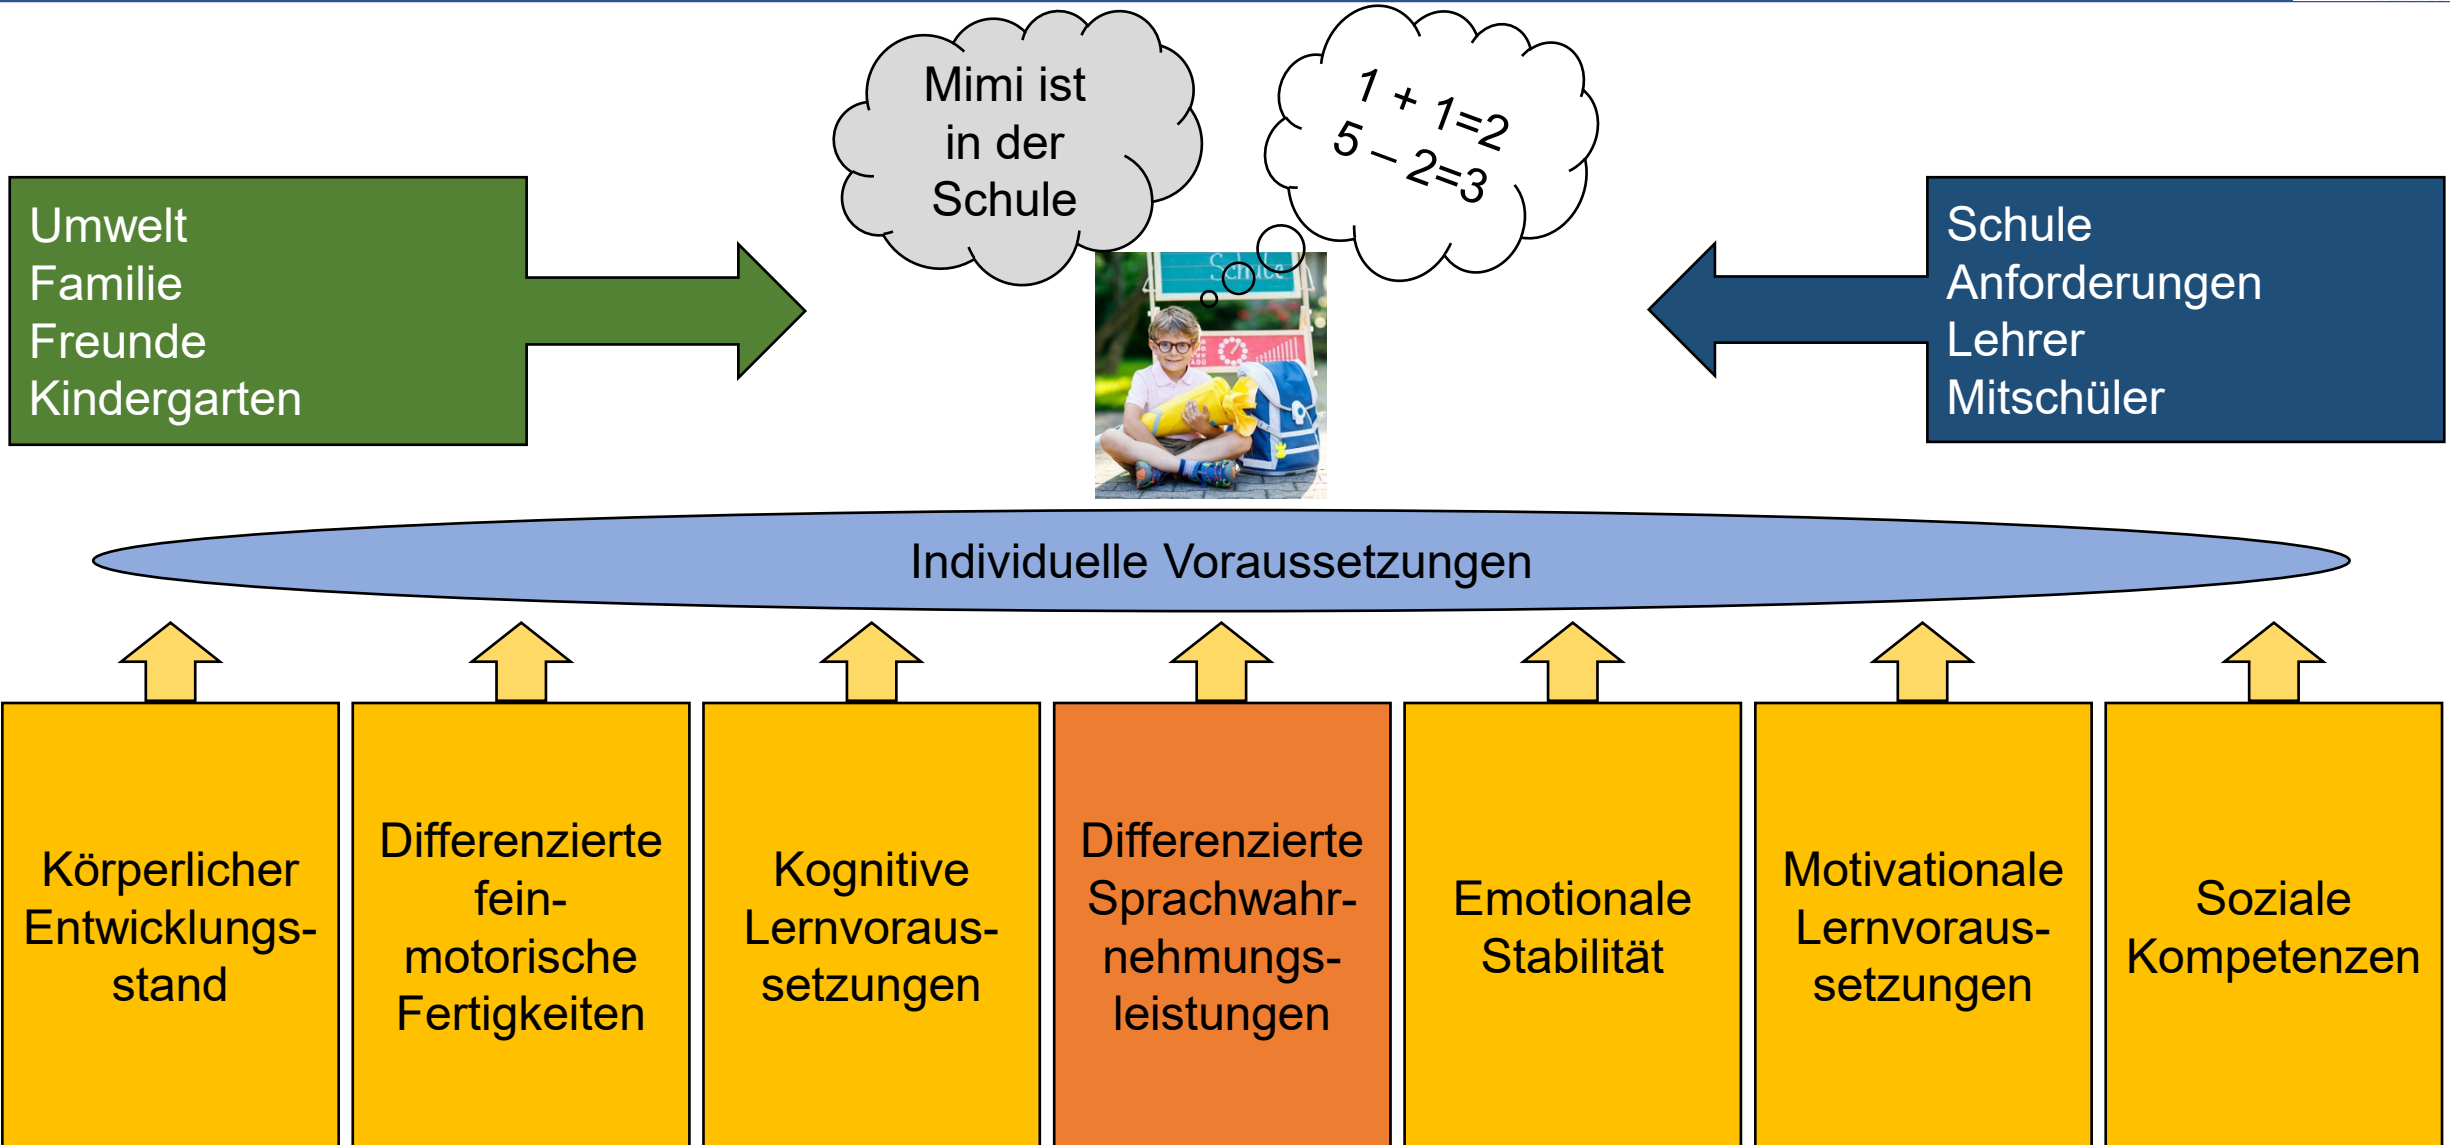 Mimi ist
in der
Schule
1 + 1=2
5 – 2=3
Umwelt
Familie
Freunde
Kindergarten
Schule
Schule
Anforderungen
Lehrer
Mitschüler
Individuelle Voraussetzungen
Körperlicher
Entwicklungs-
stand
Differenzierte
fein-
motorische
Fertigkeiten
Kognitive
Lernvoraus-
setzungen
Differenzierte
Sprachwahr-
nehmungs-
leistungen
Emotionale
Stabilität
Motivationale
Lernvoraus-
setzungen
Soziale
Kompetenzen